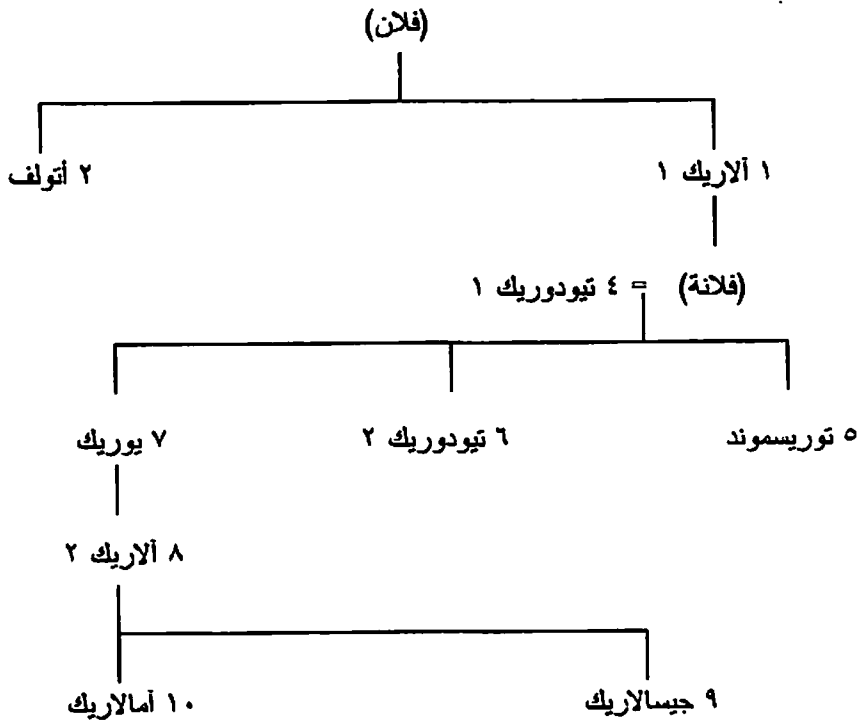 (فلان)
١ آلاريك ١
٢ أتولف
(فلانة) = ٤ تيودوريك ١
٥ توريسموند
٦ تيودوريك ٢
٧ يوريك
٨ آلاريك ٢
٩ جيسالاريك
١٠ آمالاريك